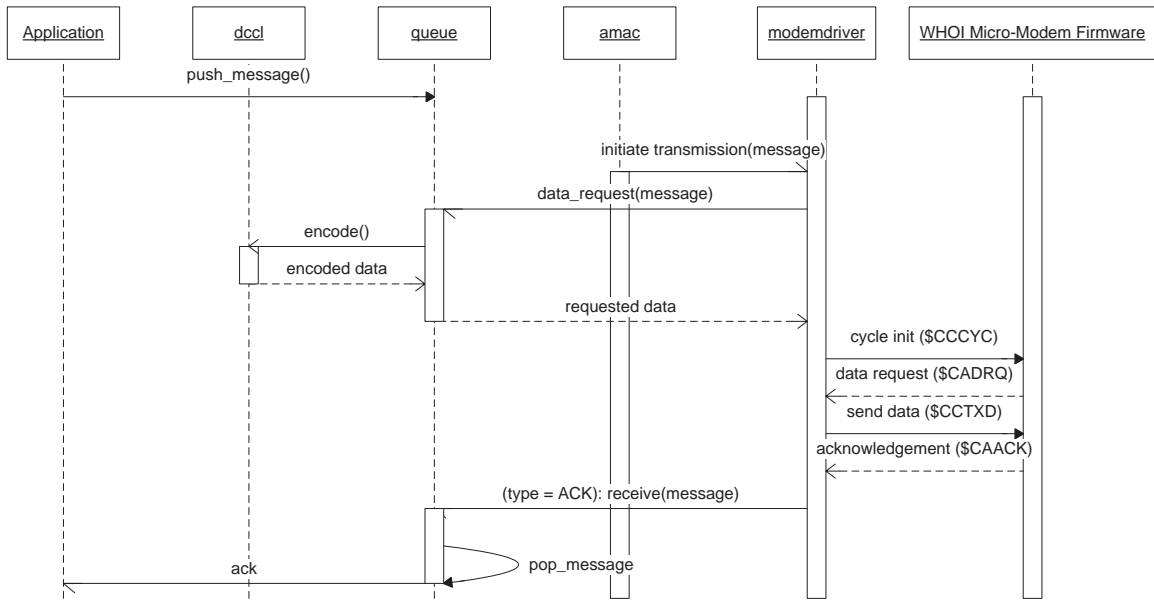 Application
dccl
queue
amac
modemdriver
WHOI Micro-Modem Firmware
push_message()
initiate transmission(message)
data_request(message)
encode()
encoded data
requested data
cycle init ($CCCYC)
data request ($CADRQ)
send data ($CCTXD)
acknowledgement ($CAACK)
(type = ACK): receive(message)
pop_message
ack